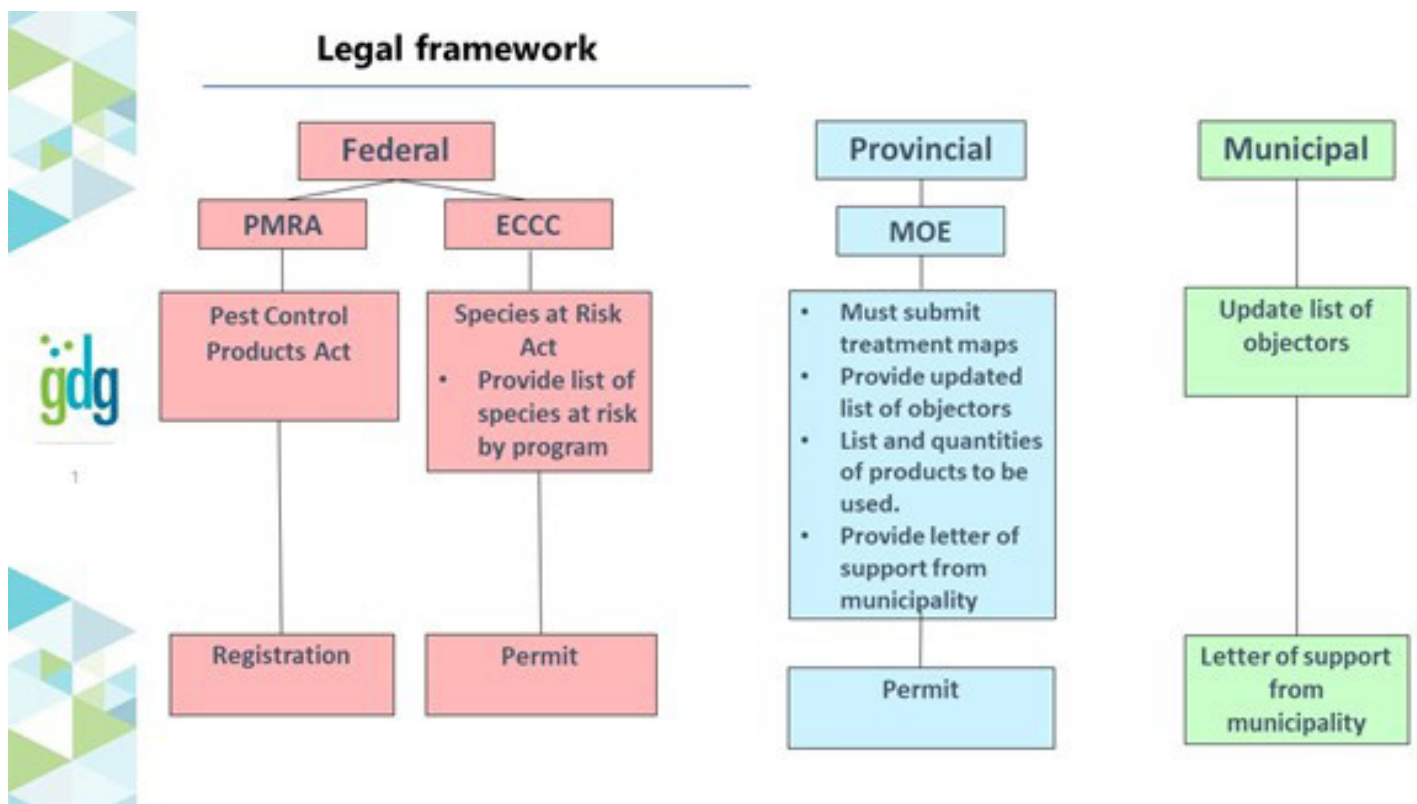 Legal framework
Federal
PMRA
ECCC
Pest Control
Products Act
Species at Risk
Act
• Provide list of
species at risk
by program
Registration
Permit
Provincial
MOE
• Must submit
treatment maps
• Provide updated
list of objectors
• List and quantities
of products to be
used.
• Provide letter of
support from
municipality
Permit
Municipal
Update list of
objectors
Letter of support
from
municipality
gdg
1